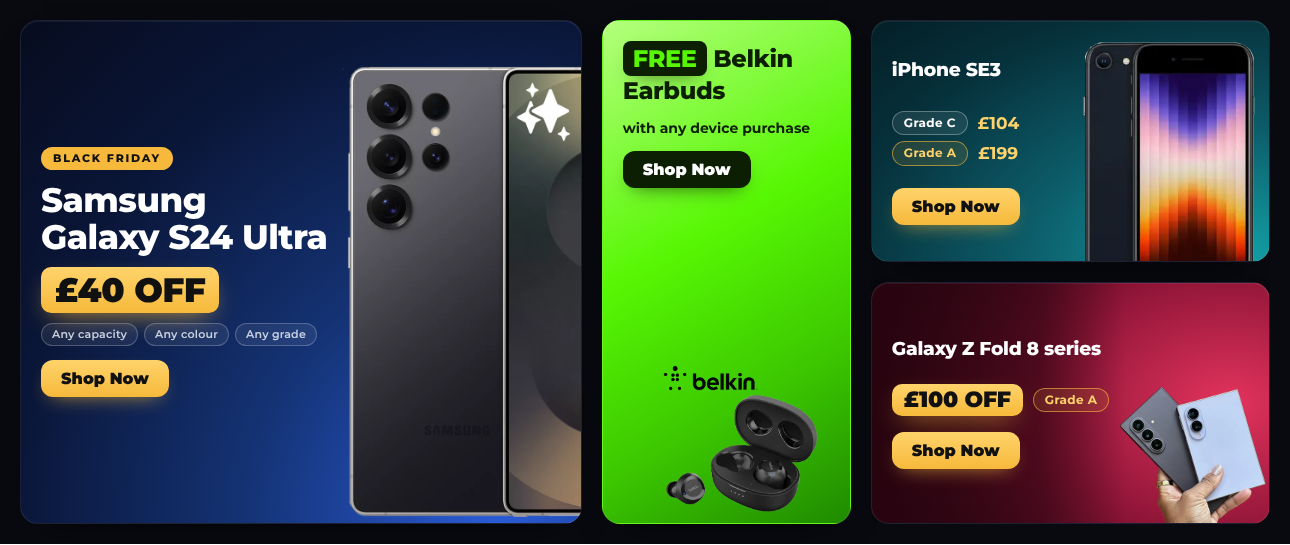 BLACK FRIDAY
Samsung
Galaxy S24 Ultra
£40 OFF
Any capacity
Any colour
Any grade
Shop Now
SAMSUNG
FREE Belkin
Earbuds
with any device purchase
Shop Now
belkin
iPhone SE3
Grade C £104
Grade A £199
Shop Now
Galaxy Z Fold 8 series
£100 OFF Grade A
Shop Now